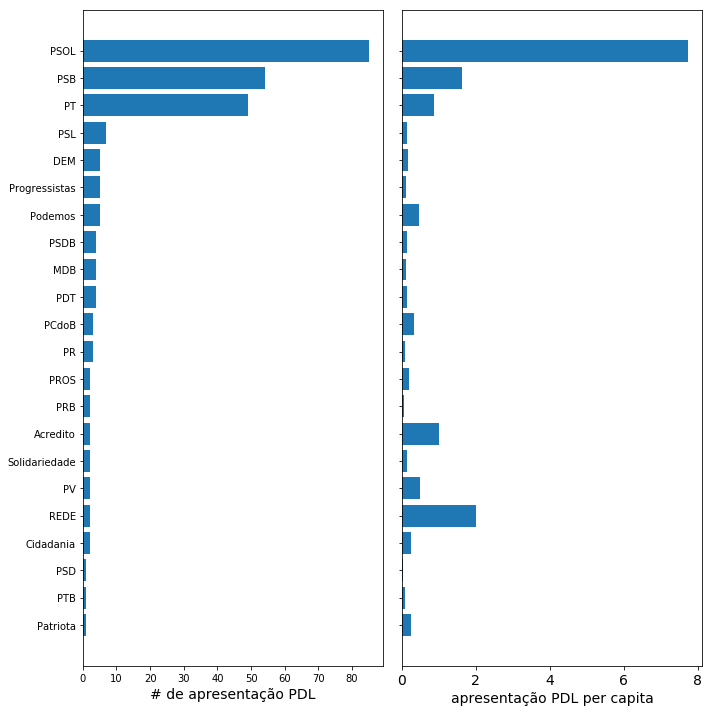 PSOL
PSB
PT
PSL
DEM
Progressistas
Podemos
PSDB
MDB
PDT
PCdoB
PR
PROS
PRB
Acredito
Solidariedade
PV
REDE
Cidadania
PSD
PTB
Patriota
0 10 20 30 40 50 60 70 80
# de apresentação PDL
0 2 4 6 8
apresentação PDL per capita